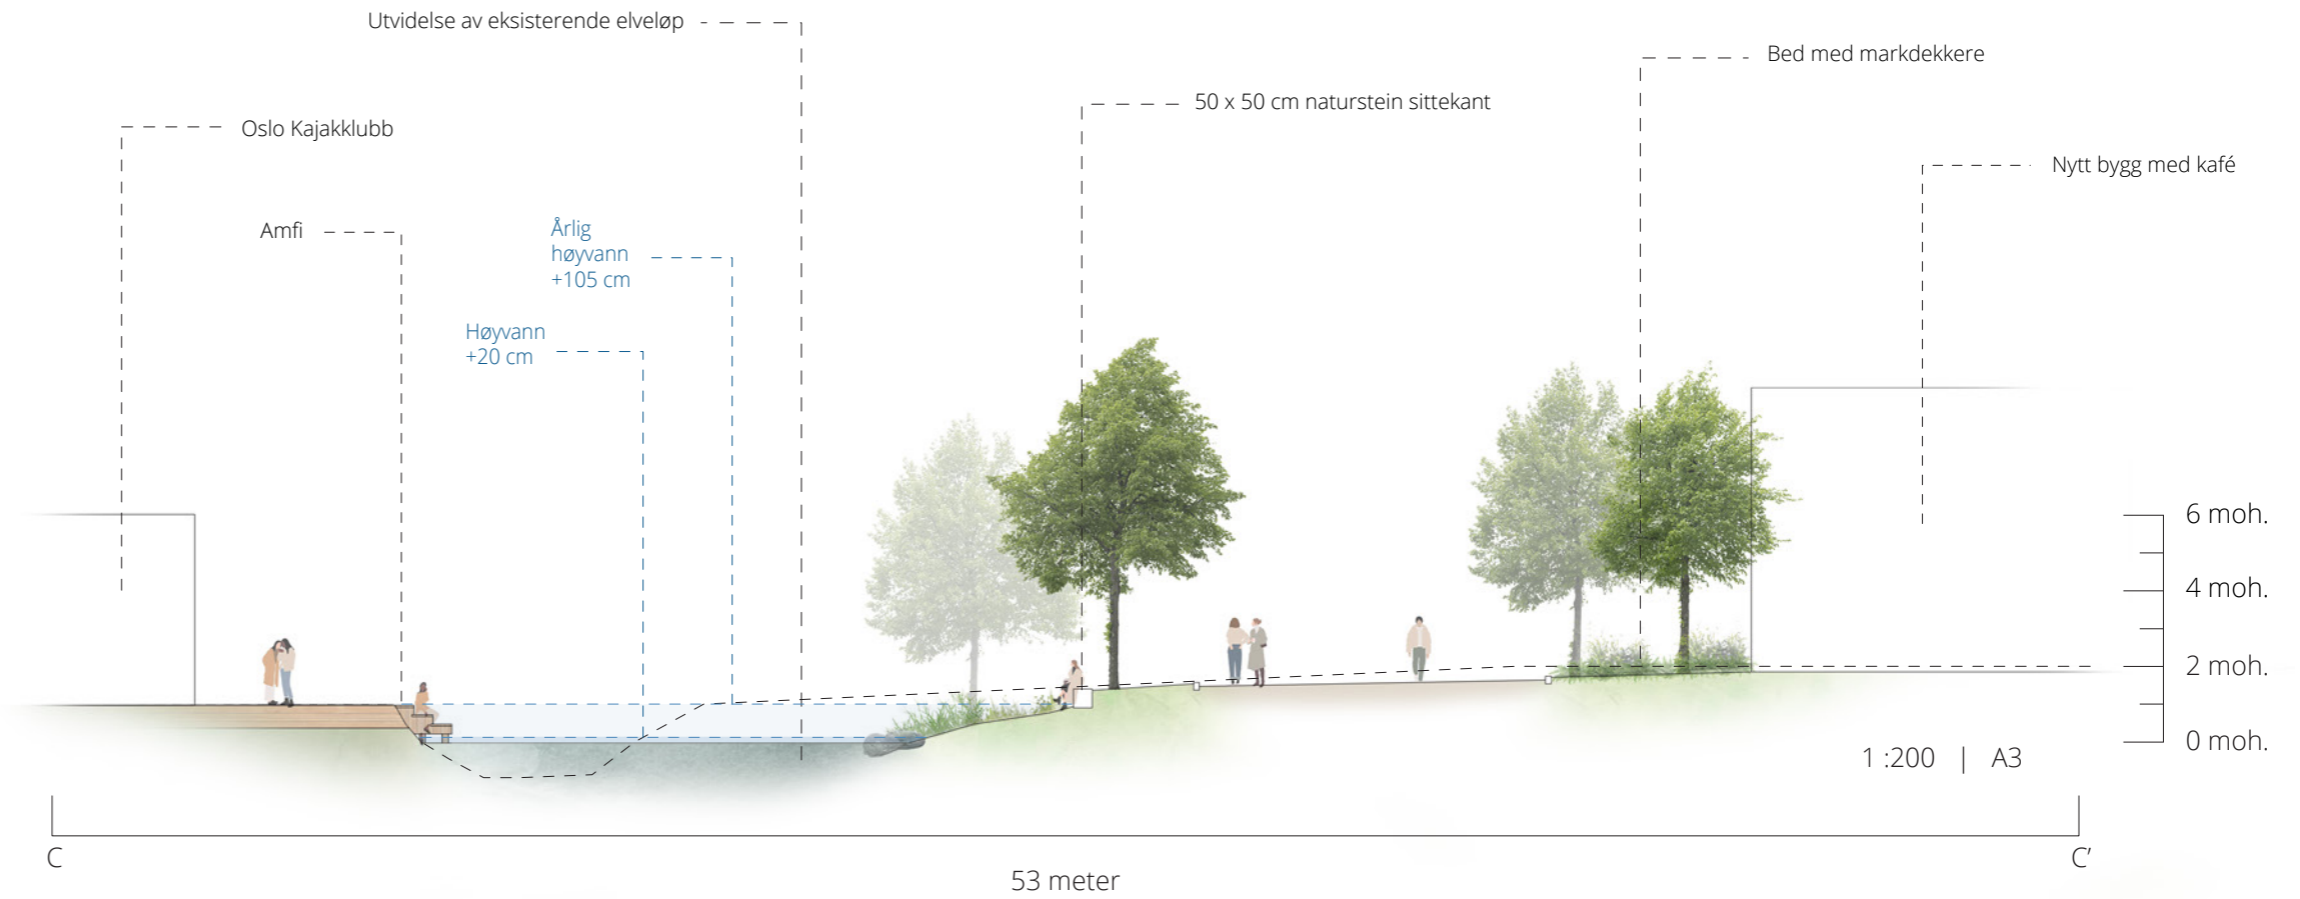 Utvidelse av eksisterende elveløp
Bed med markdekkere
50 x 50 cm naturstein sittekant
Oslo Kajakklubb
Nytt bygg med kafé
Amfi
Årlig
høyvann
+105 cm
Høyvann
+20 cm
6 moh.
4 moh.
2 moh.
0 moh.
1 :200 | A3
C
C'
53 meter